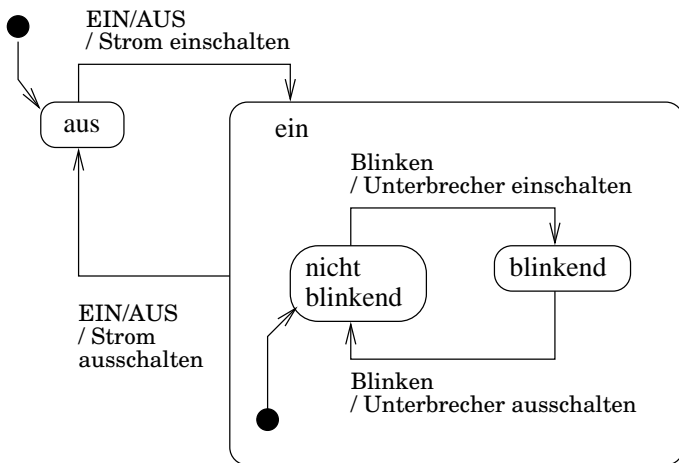 EIN/AUS
/ Strom einschalten
aus
ein
Blinken
/ Unterbrecher einschalten
nicht
blinkend
blinkend
EIN/AUS
/ Strom
ausschalten
Blinken
/ Unterbrecher ausschalten